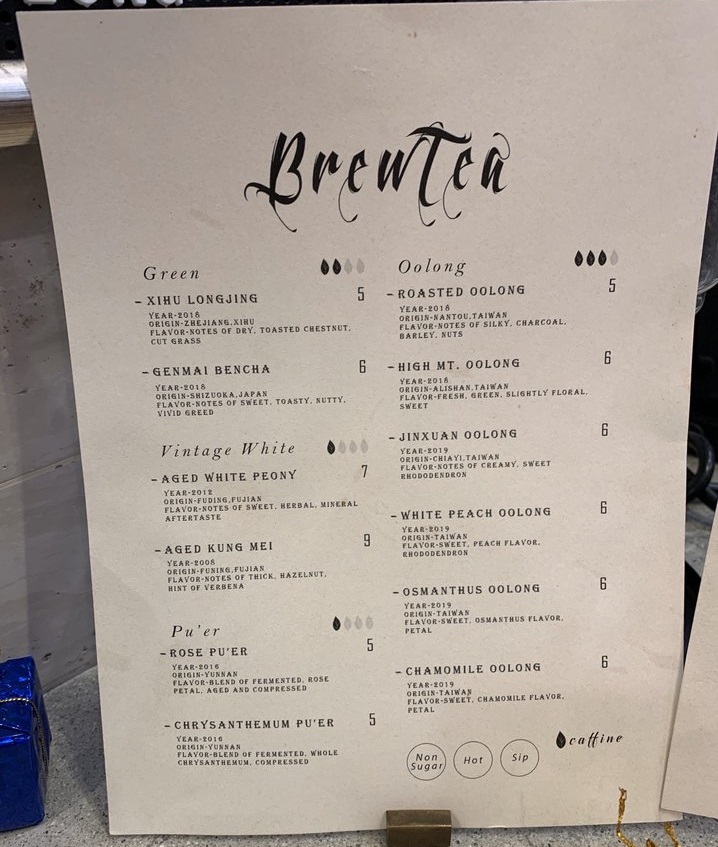 BrewTea
Green
– XIHU LONGJING 5
YEAR-2018
ORIGIN-ZHEJIANG,XIHU
FLAVOR-NOTES OF DRY, TOASTED CHESTNUT,
CUT GRASS
– GENMAI BENCHA 6
YEAR-2018
ORIGIN-SHIZUOKA,JAPAN
FLAVOR-NOTES OF SWEET, TOASTY, NUTTY,
VIVID GREED
Vintage White
– AGED WHITE PEONY 7
YEAR-2012
ORIGIN-FUDING,FUJIAN
FLAVOR-NOTES OF SWEET, HERBAL, MINERAL
AFTERTASTE
– AGED KUNG MEI 9
YEAR-2008
ORIGIN-FUNING,FUJIAN
FLAVOR-NOTES OF THICK, HAZELNUT,
HINT OF VERBENA
Pu'er
– ROSE PU'ER 5
YEAR-2016
ORIGIN-YUNNAN
FLAVOR-BLEND OF FERMENTED, ROSE
PETAL, AGED AND COMPRESSED
– CHRYSANTHEMUM PU'ER 5
YEAR-2016
ORIGIN-YUNNAN
FLAVOR-BLEND OF FERMENTED, WHOLE
CHRYSANTHEMUM, COMPRESSED
Oolong
– ROASTED OOLONG 5
YEAR-2018
ORIGIN-NANTOU,TAIWAN
FLAVOR-NOTES OF SILKY, CHARCOAL,
BARLEY, NUTS
– HIGH MT. OOLONG 6
YEAR-2018
ORIGIN-ALISHAN,TAIWAN
FLAVOR-FRESH, GREEN, SLIGHTLY FLORAL,
SWEET
– JINXUAN OOLONG 6
YEAR-2019
ORIGIN-CHIAYI,TAIWAN
FLAVOR-NOTES OF CREAMY, SWEET
RHODODENDRON
– WHITE PEACH OOLONG 6
YEAR-2019
ORIGIN-TAIWAN
FLAVOR-SWEET, PEACH FLAVOR,
RHODODENDRON
– OSMANTHUS OOLONG 6
YEAR-2019
ORIGIN-TAIWAN
FLAVOR-SWEET, OSMANTHUS FLAVOR,
PETAL
– CHAMOMILE OOLONG 6
YEAR-2019
ORIGIN-TAIWAN
FLAVOR-SWEET, CHAMOMILE FLAVOR,
PETAL
caffine
Non
Sugar
Hot
Sip